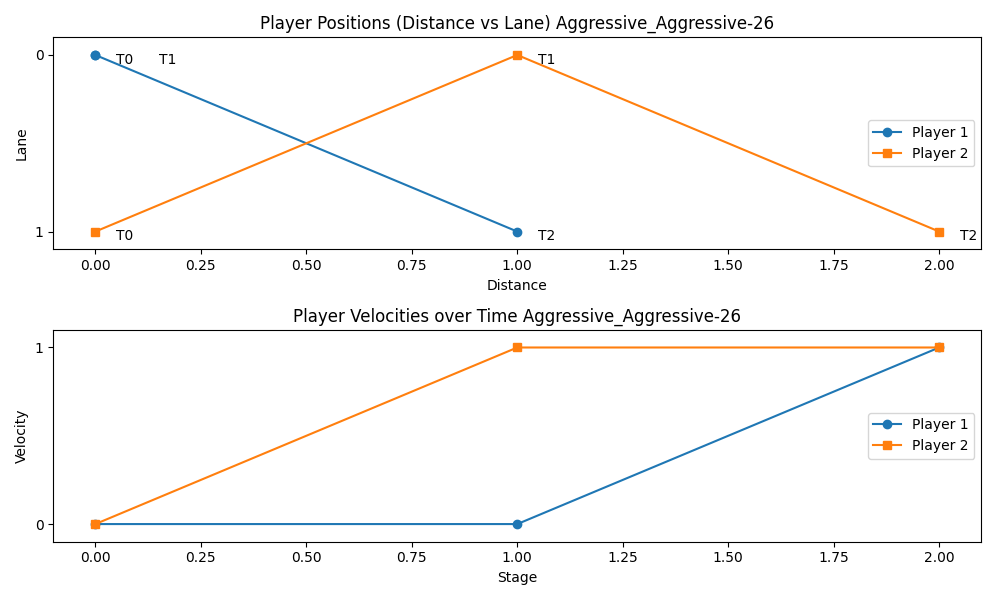 Player Positions (Distance vs Lane) Aggressive_Aggressive-26
0
T0 T1 T1
Lane
Player 1
Player 2
1
T0 T2 T2
0.00 0.25 0.50 0.75 1.00 1.25 1.50 1.75 2.00
Distance
Player Velocities over Time Aggressive_Aggressive-26
1
Velocity
Player 1
Player 2
0
0.00 0.25 0.50 0.75 1.00 1.25 1.50 1.75 2.00
Stage